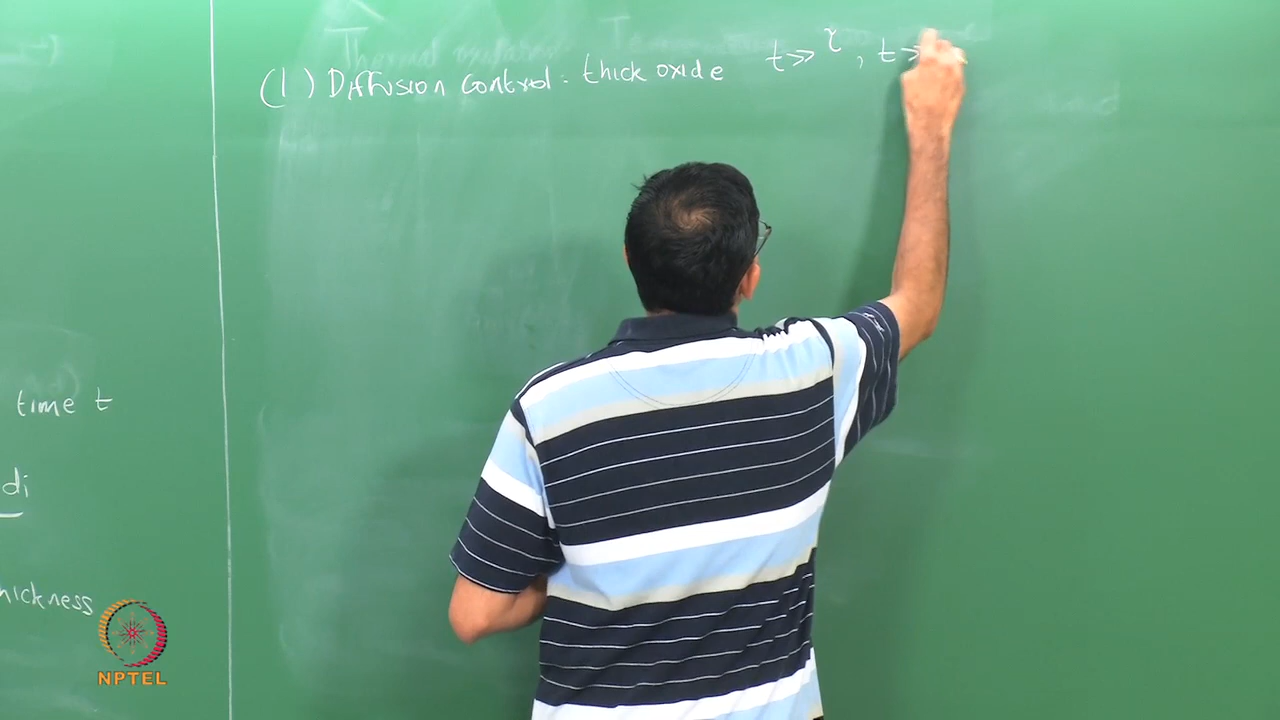 (1) Diffusion control : thick oxide t >> τ , t >
time t
di
hickness
NPTEL